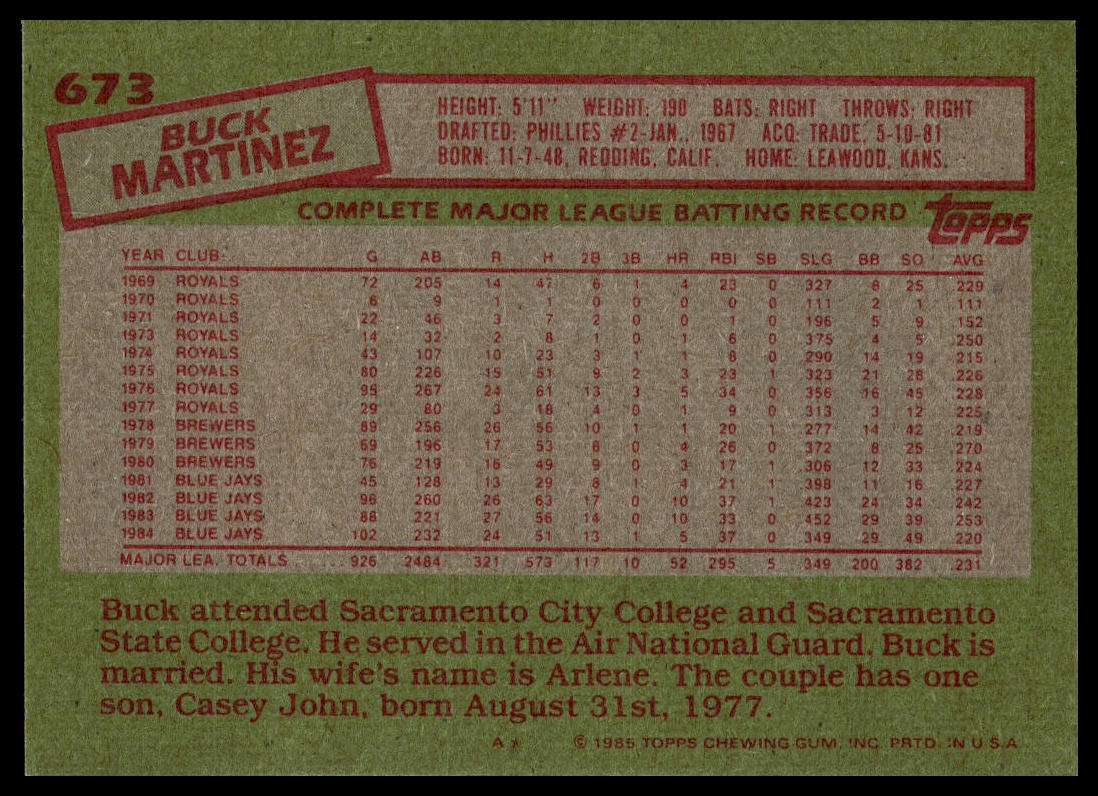 673
BUCK
MARTINEZ
HEIGHT: 5'11" WEIGHT: 190 BATS: RIGHT THROWS: RIGHT
DRAFTED: PHILLIES #2-JAN., 1967 ACQ: TRADE, 5-10-81
BORN: 11-7-48, REDDING, CALIF. HOME: LEAWOOD, KANS.
COMPLETE MAJOR LEAGUE BATTING RECORD topps
YEAR CLUB G AB R H 2B 3B HR RBI SB SLG BB SO AVG
1969 ROYALS 72 205 14 47 6 1 4 23 0 .327 8 25 .229
1970 ROYALS 6 9 1 1 0 0 0 0 0 .111 2 1 .111
1971 ROYALS 22 46 3 7 2 0 0 1 0 .196 5 9 .152
1973 ROYALS 14 32 2 8 1 0 1 6 0 .375 4 5 .250
1974 ROYALS 43 107 10 23 3 1 1 8 0 .290 14 19 .215
1975 ROYALS 80 226 15 51 9 2 3 23 1 .323 21 28 .226
1976 ROYALS 95 267 24 61 13 3 5 34 0 .356 16 45 .228
1977 ROYALS 29 80 3 18 4 0 1 9 0 .313 3 12 .225
1978 BREWERS 89 256 26 56 10 1 1 20 1 .277 14 42 .219
1979 BREWERS 69 196 17 53 8 0 4 26 0 .372 8 25 .270
1980 BREWERS 76 219 16 49 9 0 3 17 1 .306 12 33 .224
1981 BLUE JAYS 45 128 13 29 8 1 4 21 1 .398 11 16 .227
1982 BLUE JAYS 96 260 26 63 17 0 10 37 1 .423 24 34 .242
1983 BLUE JAYS 88 221 27 56 14 0 10 33 0 .452 29 39 .253
1984 BLUE JAYS 102 232 24 51 13 1 5 37 0 .349 29 49 .220
MAJOR LEA. TOTALS 926 2484 321 573 117 10 52 295 5 .349 200 382 .231
Buck attended Sacramento City College and Sacramento
State College. He served in the Air National Guard. Buck is
married. His wife's name is Arlene. The couple has one
son, Casey John, born August 31st, 1977.
A* © 1985 TOPPS CHEWING GUM, INC. PRTD. IN U.S.A.